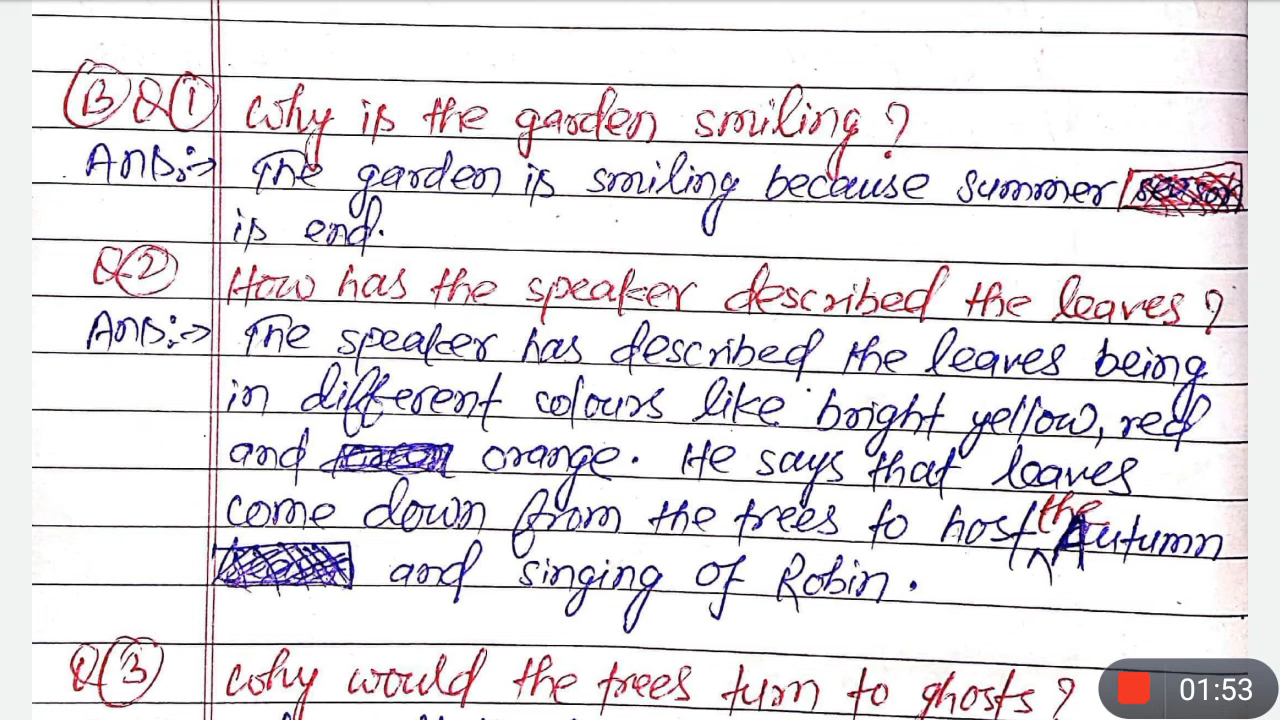 B Q 1 Why is the garden smiling?
Ans:-> The garden is smiling because summer
is end.
Q 2 How has the speaker described the leaves?
Ans:-> The speaker has described the leaves being
in different colours like bright yellow, red
and orange. He says that leaves
come down from the trees to host the Autumn
and singing of Robin.
Q 3 Why would the trees turn to ghosts?
01:53